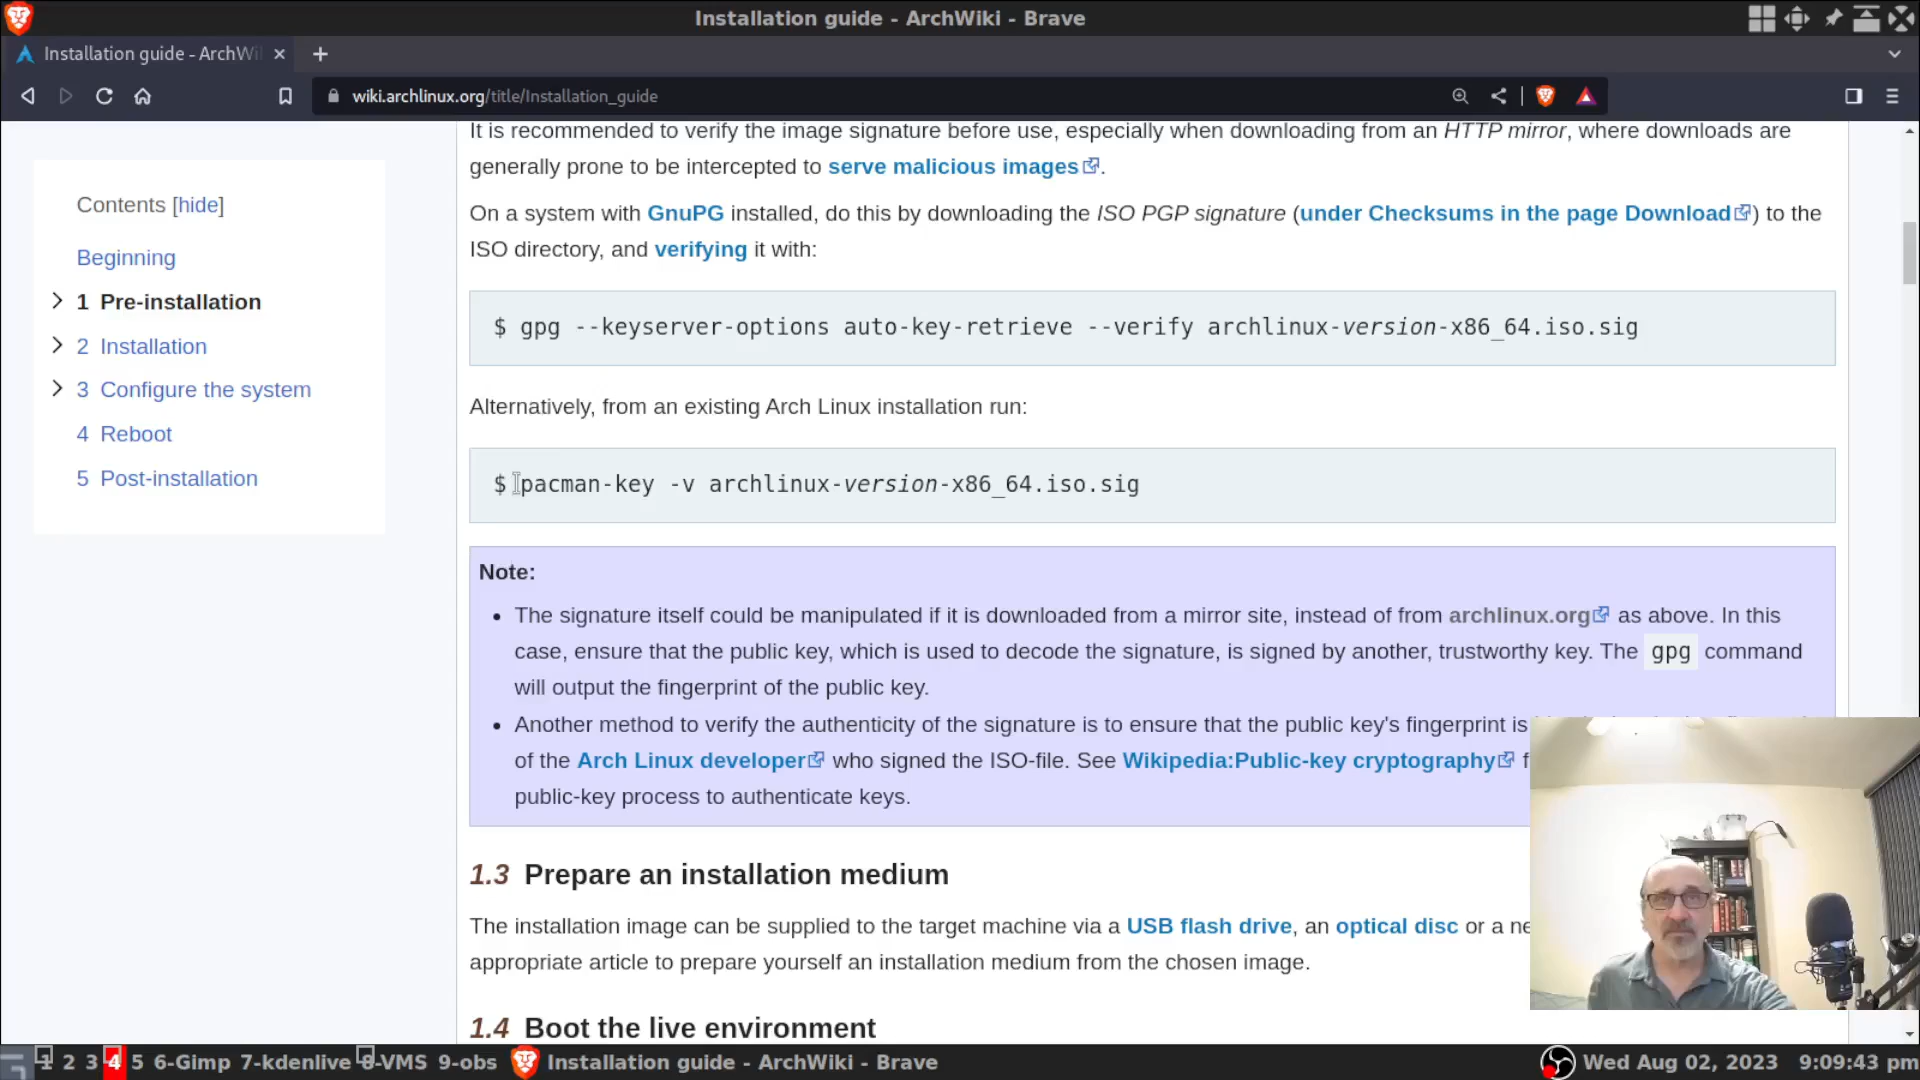 Installation guide - ArchWiki - Brave
Installation guide - ArchWi
wiki.archlinux.org/title/Installation_guide
Contents [hide]
Beginning
1 Pre-installation
2 Installation
3 Configure the system
4 Reboot
5 Post-installation
It is recommended to verify the image signature before use, especially when downloading from an HTTP mirror, where downloads are
generally prone to be intercepted to serve malicious images.
On a system with GnuPG installed, do this by downloading the ISO PGP signature (under Checksums in the page Download) to the
ISO directory, and verifying it with:
$ gpg --keyserver-options auto-key-retrieve --verify archlinux-version-x86_64.iso.sig
Alternatively, from an existing Arch Linux installation run:
$ pacman-key -v archlinux-version-x86_64.iso.sig
Note:
• The signature itself could be manipulated if it is downloaded from a mirror site, instead of from archlinux.org as above. In this
case, ensure that the public key, which is used to decode the signature, is signed by another, trustworthy key. The gpg command
will output the fingerprint of the public key.
• Another method to verify the authenticity of the signature is to ensure that the public key's fingerprint is
of the Arch Linux developer who signed the ISO-file. See Wikipedia:Public-key cryptography f
public-key process to authenticate keys.
1.3 Prepare an installation medium
The installation image can be supplied to the target machine via a USB flash drive, an optical disc or a ne
appropriate article to prepare yourself an installation medium from the chosen image.
1.4 Boot the live environment
1 2 3 4 5 6-Gimp 7-kdenlive 8-VMS 9-obs Installation guide - ArchWiki - Brave Wed Aug 02, 2023 9:09:43 pm